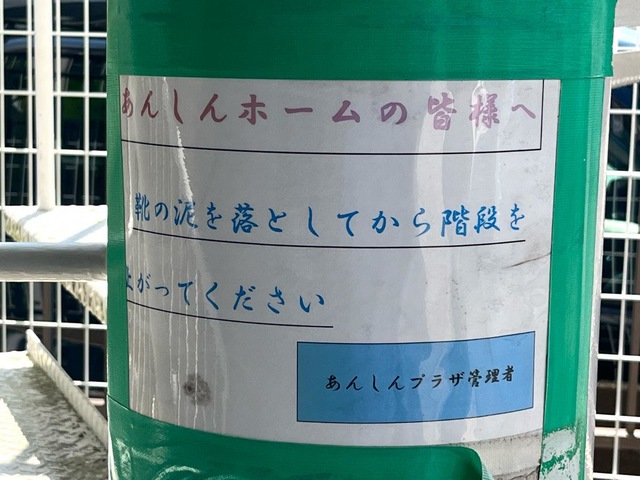 あんしんホームの皆様へ
靴の泥を落としてから階段を
上がってください
あんしんプラザ管理者